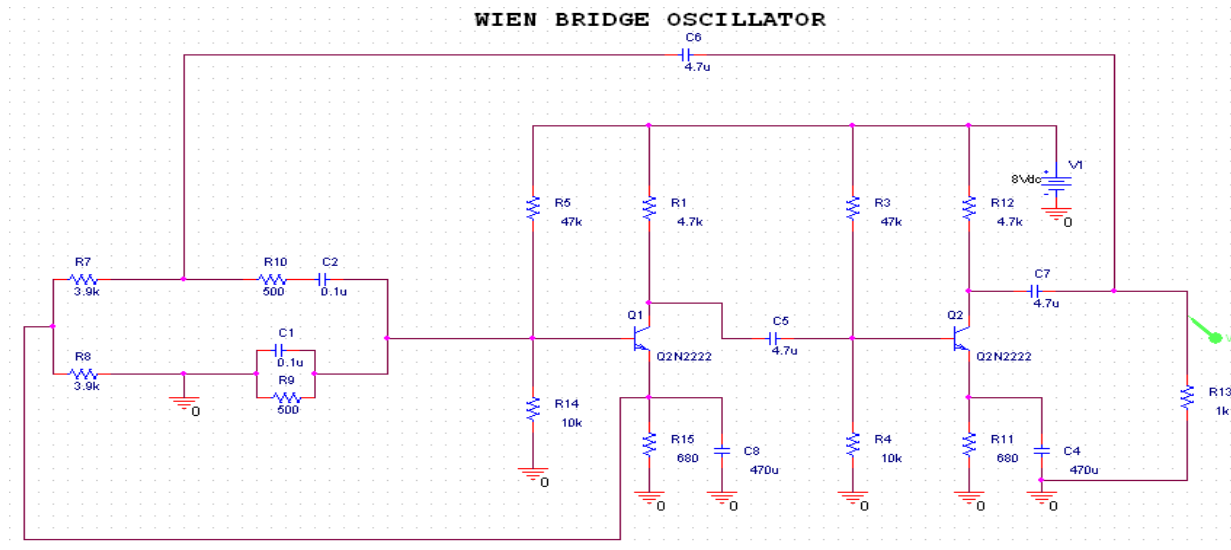 WIEN BRIDGE OSCILLATOR
C6
4.7u
V1
8Vdc
+
-
0
R5
47k
R1
4.7k
R3
47k
R12
4.7k
R7
3.9k
R10
500
C2
0.1u
C7
4.7u
Q1
Q2N2222
C5
4.7u
Q2
Q2N2222
R8
3.9k
C1
0.1u
R9
500
0
R14
10k
0
R15
680
C8
470u
0
0
R4
10k
0
R11
680
C4
470u
0
0
R13
1k